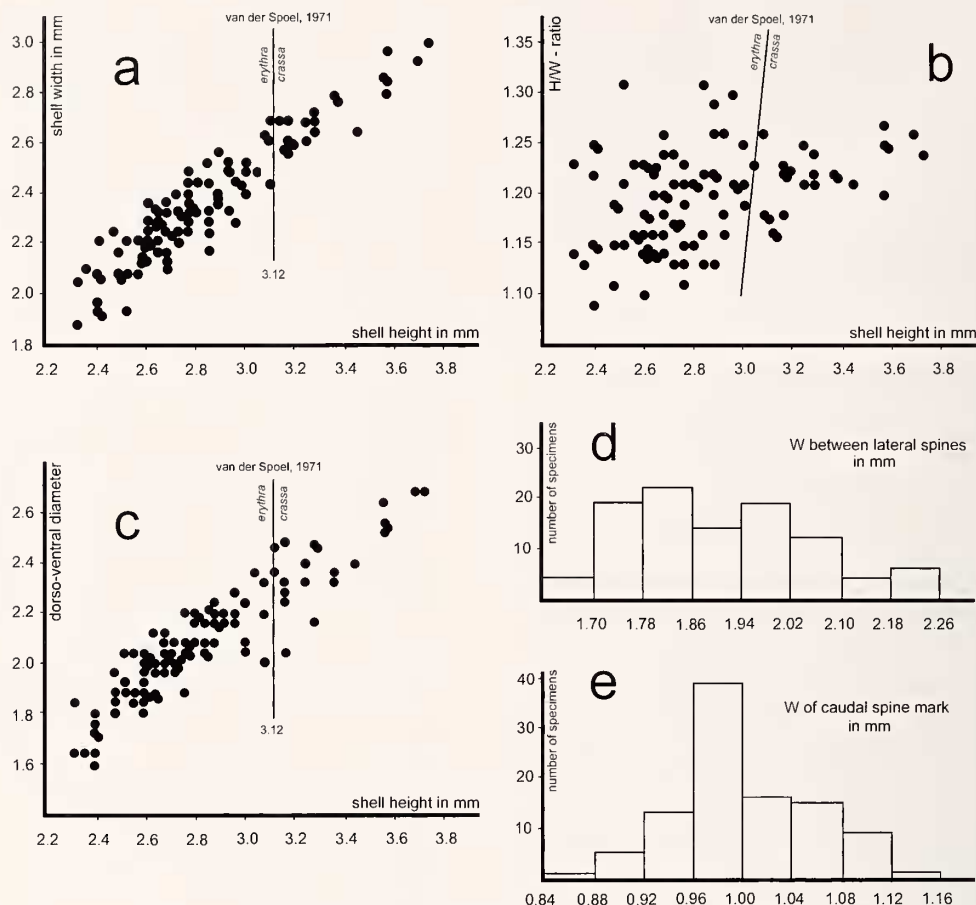 van der Spoel, 1971
3.0
2.8
2.6
2.4
2.2
2.0
1.8
shell width in mm
a
erythra
crassa
3.12
shell height in mm
2.2 2.4 2.6 2.8 3.0 3.2 3.4 3.6 3.8
van der Spoel, 1971
1.35
1.30
1.25
1.20
1.15
1.10
H/W - ratio
b
erythra
crassa
shell height in mm
2.2 2.4 2.6 2.8 3.0 3.2 3.4 3.6 3.8
van der Spoel, 1971
2.6
2.4
2.2
2.0
1.8
1.6
dorso-ventral diameter
c
erythra
crassa
3.12
shell height in mm
2.2 2.4 2.6 2.8 3.0 3.2 3.4 3.6 3.8
30
20
10
number of specimens
d
W between lateral spines
in mm
1.70 1.78 1.86 1.94 2.02 2.10 2.18 2.26
40
30
20
10
number of specimens
e
W of caudal spine mark
in mm
0.84 0.88 0.92 0.96 1.00 1.04 1.08 1.12 1.16